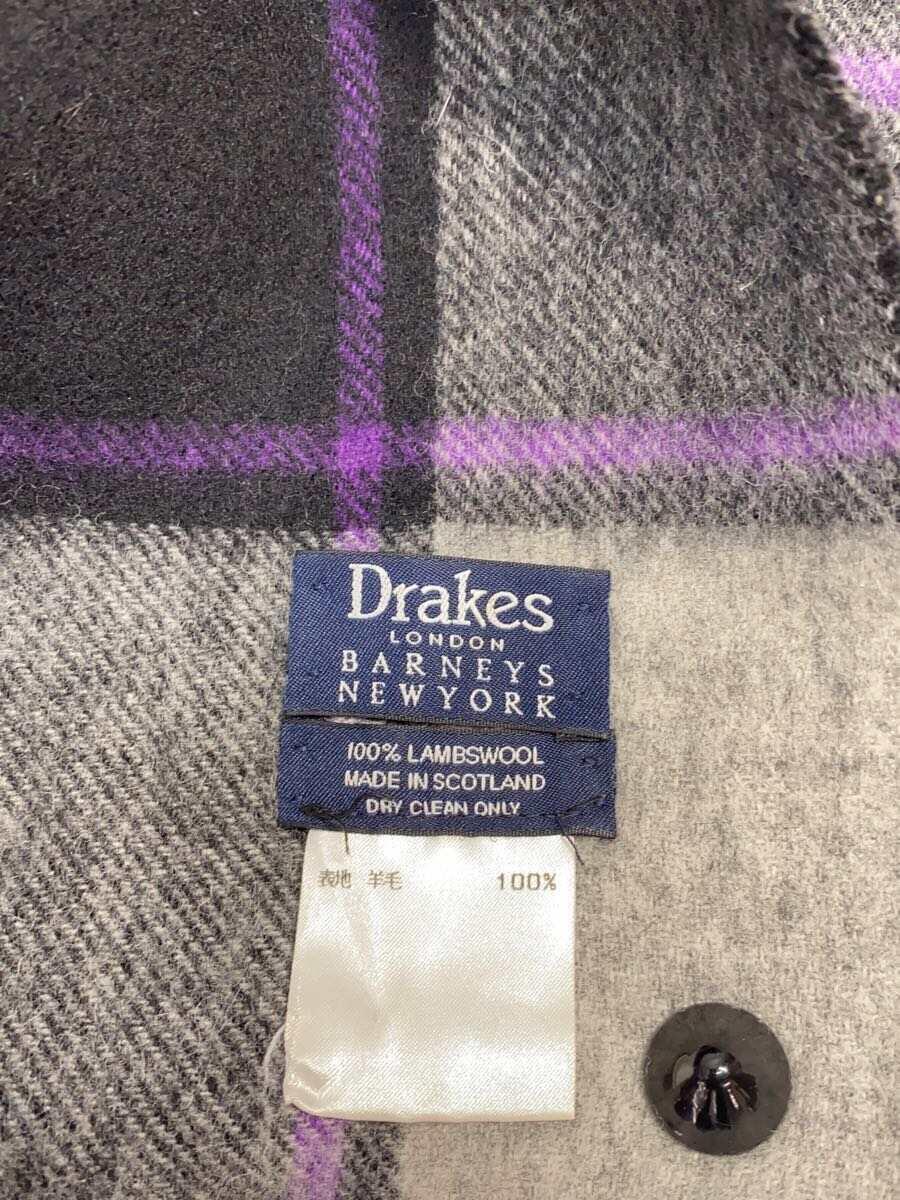 Drakes
LONDON
BARNEYS
NEWYORK
100% LAMBSWOOL
MADE IN SCOTLAND
DRY CLEAN ONLY
表地 羊毛 100%